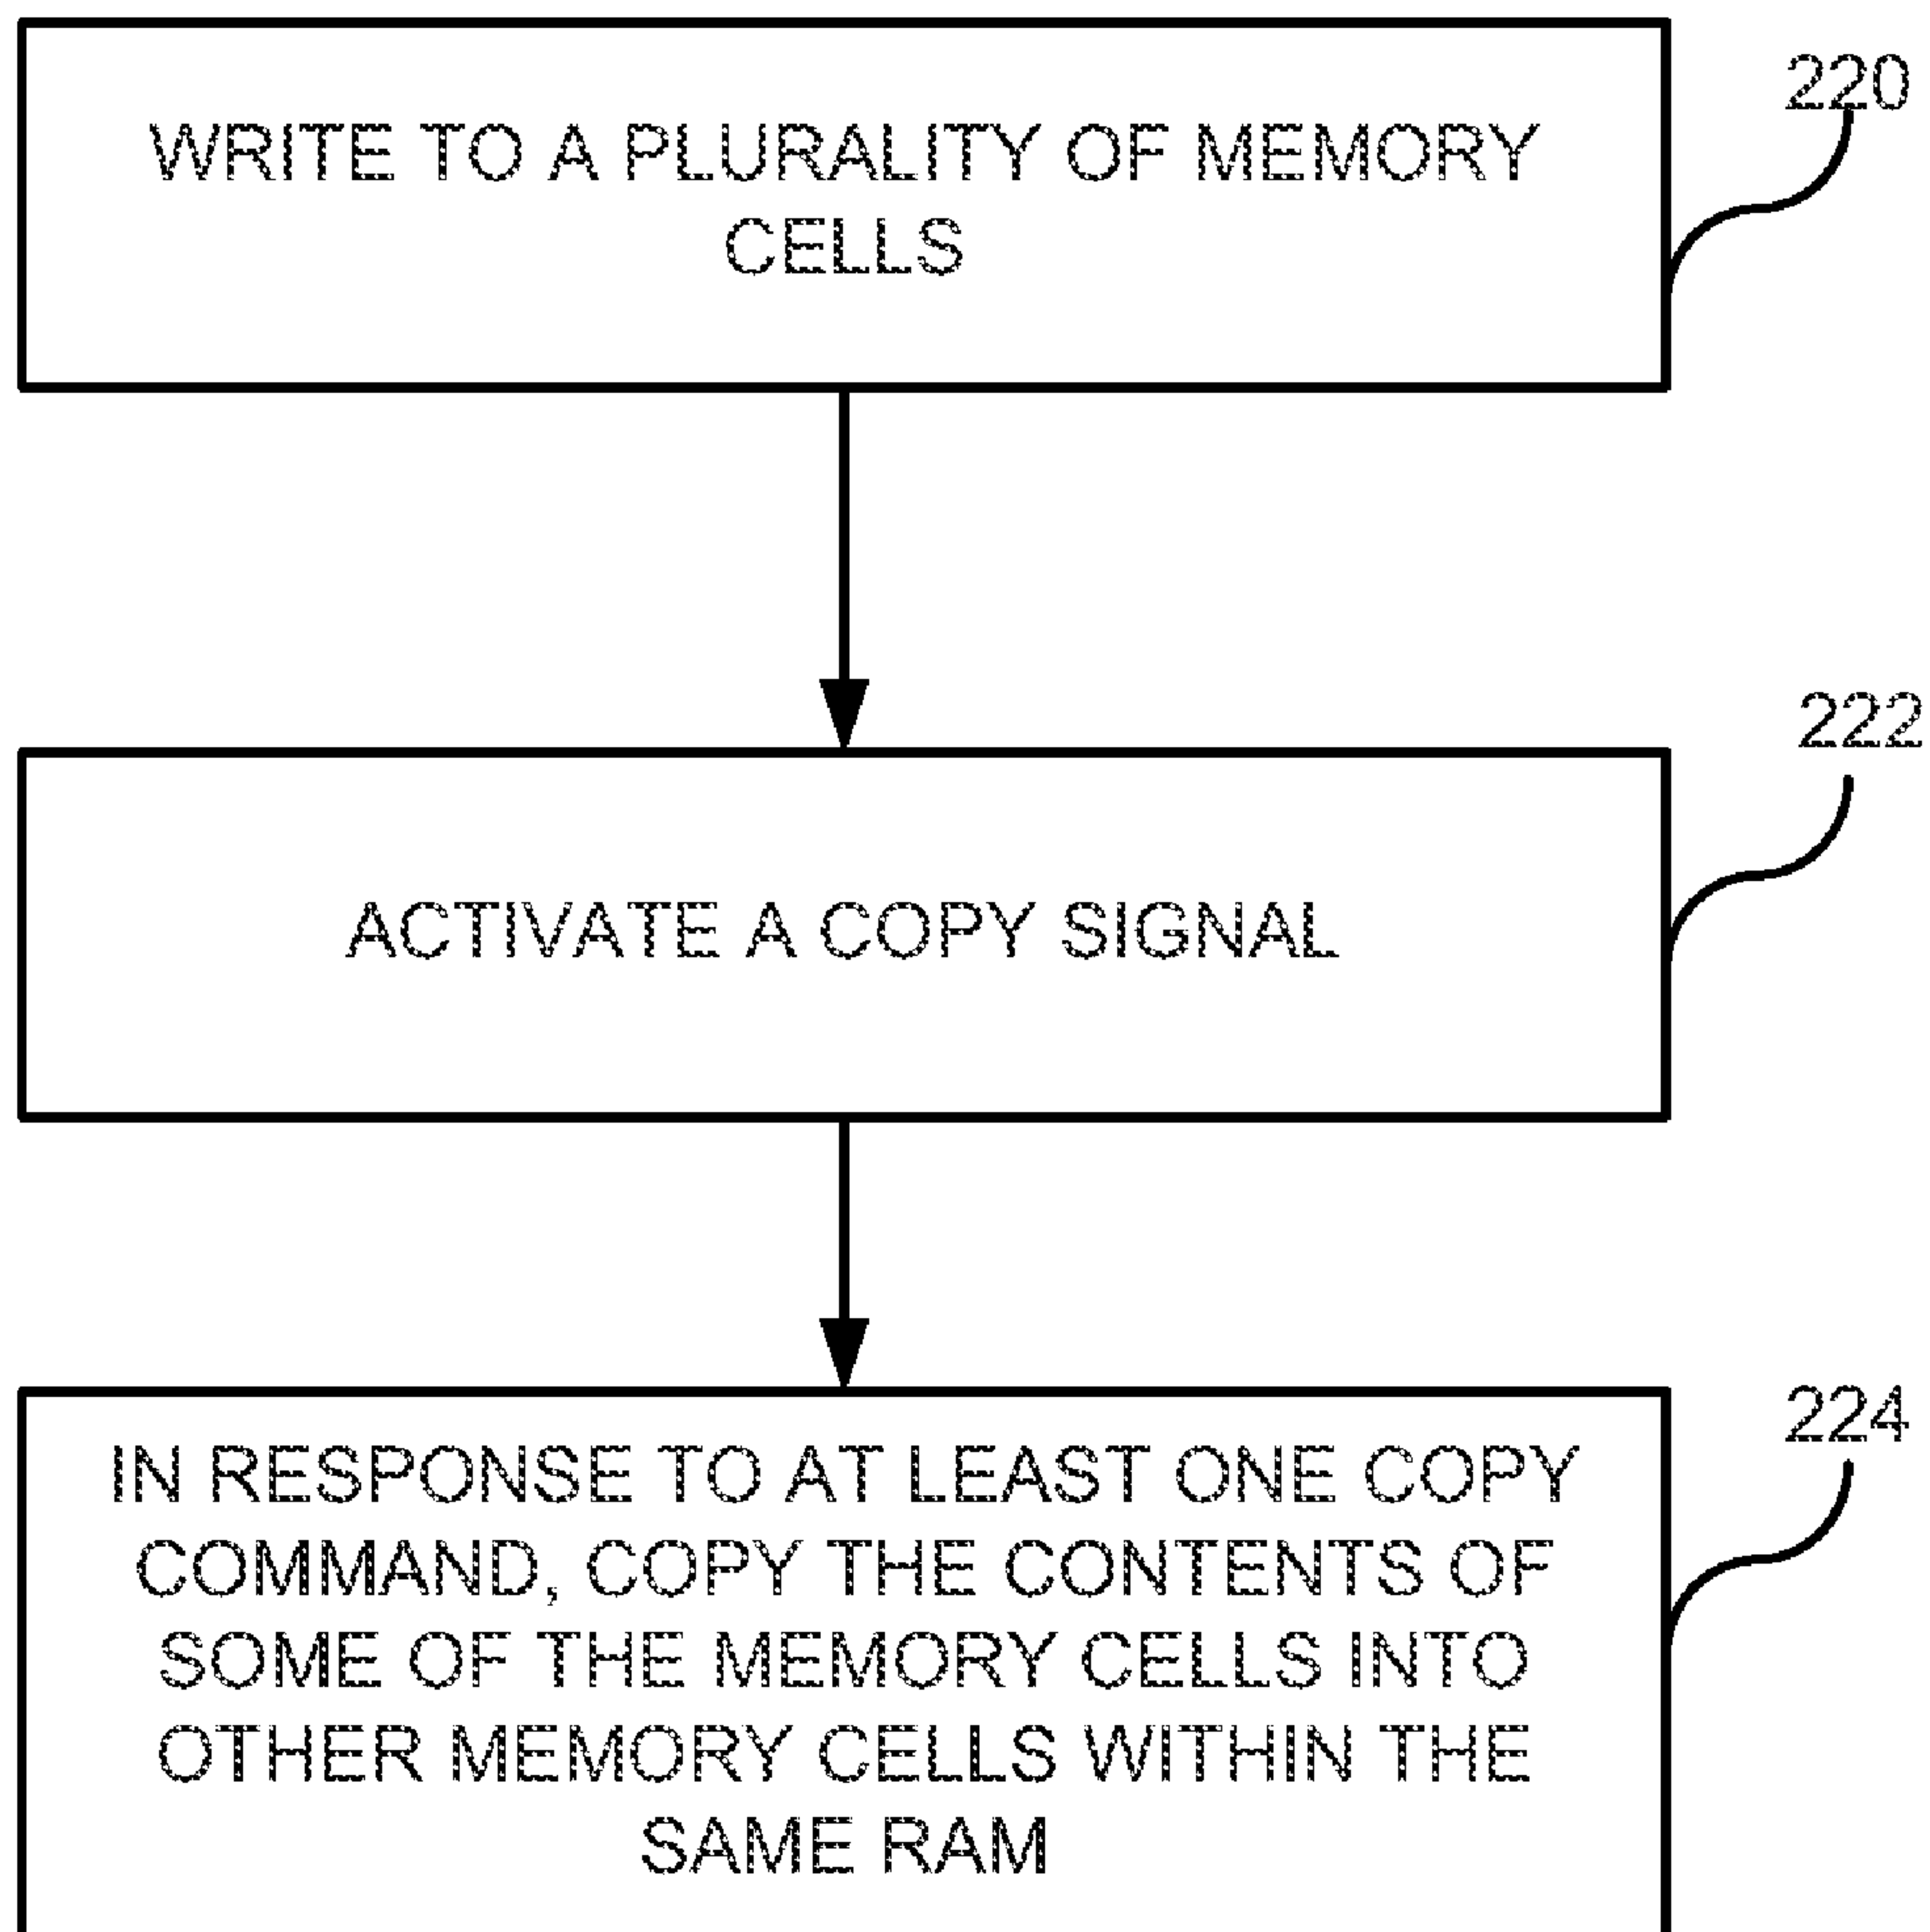 220
WRITE TO A PLURALITY OF MEMORY
CELLS
222
ACTIVATE A COPY SIGNAL
224
IN RESPONSE TO AT LEAST ONE COPY
COMMAND, COPY THE CONTENTS OF
SOME OF THE MEMORY CELLS INTO
OTHER MEMORY CELLS WITHIN THE
SAME RAM